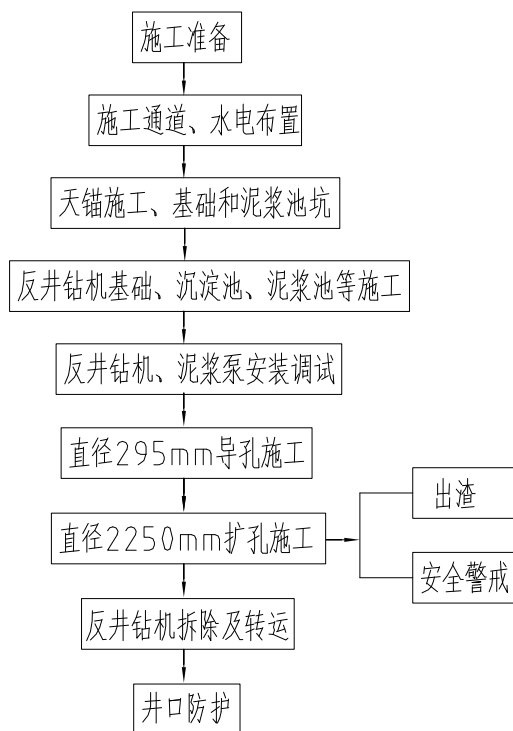 施工准备
施工通道、水电布置
天锚施工、基础和泥浆池坑
反井钻机基础、沉淀池、泥浆池等施工
反井钻机、泥浆泵安装调试
直径295mm导孔施工
直径2250mm扩孔施工
出渣
安全警戒
反井钻机拆除及转运
井口防护